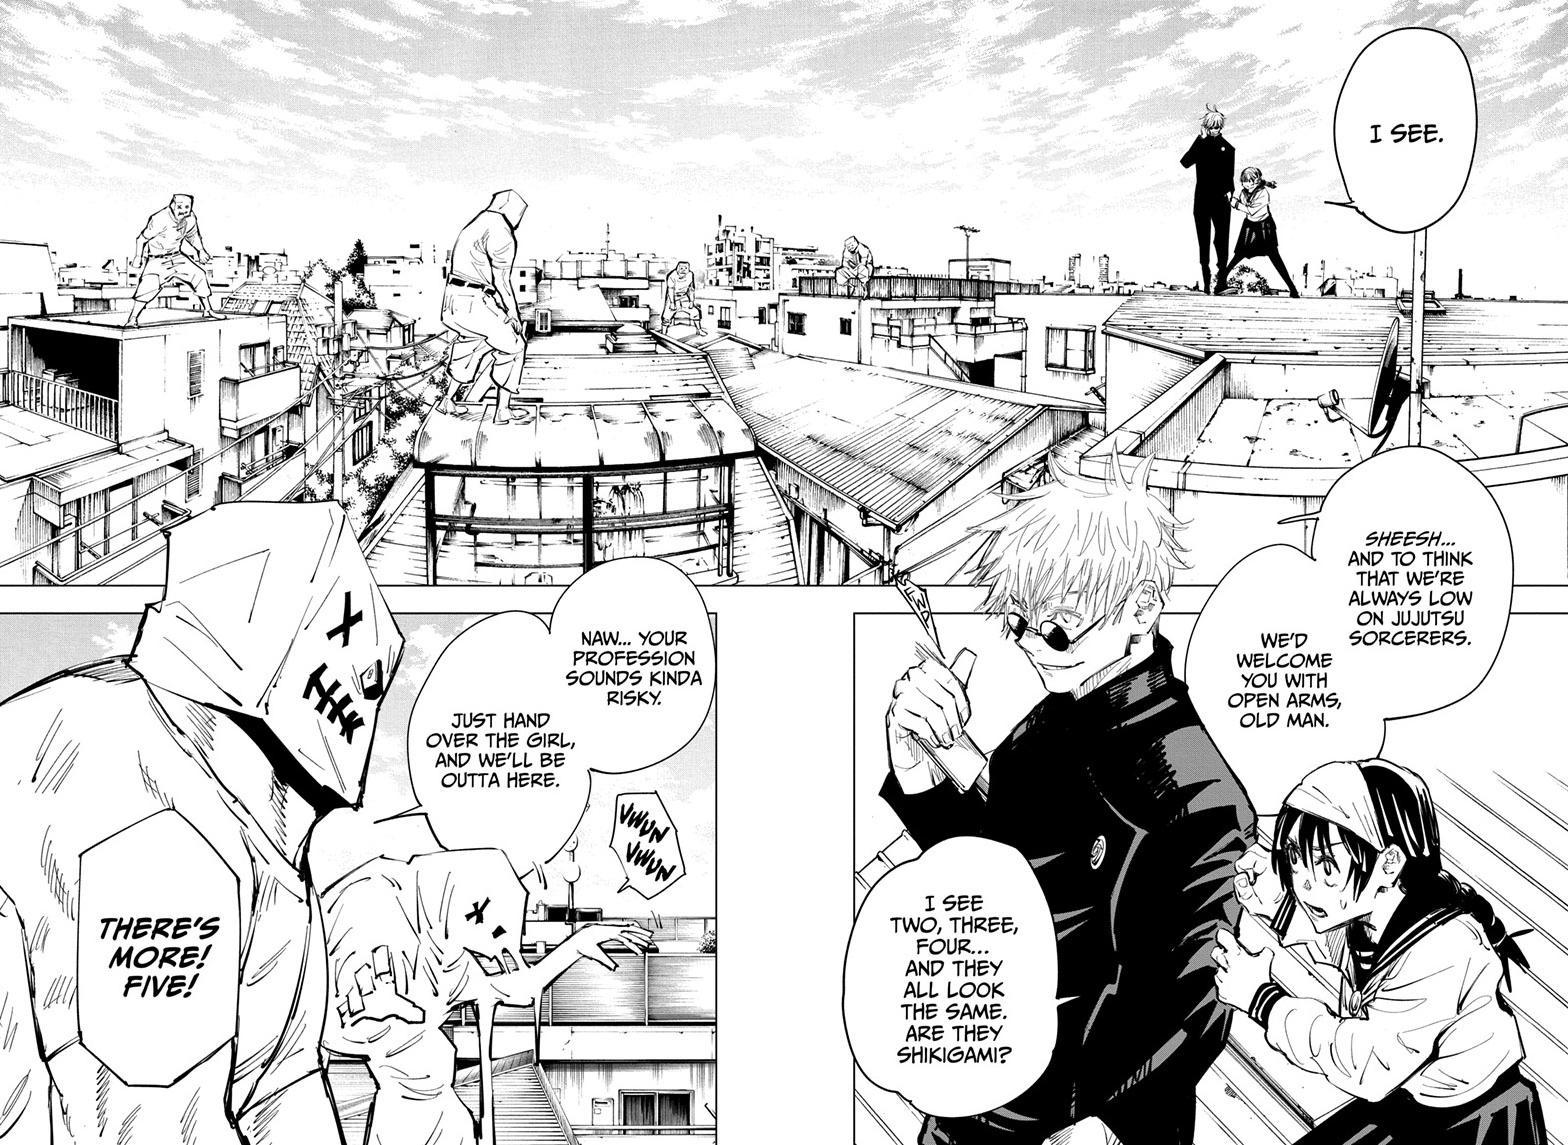 I SEE.
SHEESH...
AND TO THINK
THAT WE'RE
ALWAYS LOW
ON JUJUTSU
SORCERERS.
WE'D
WELCOME
YOU WITH
OPEN ARMS,
OLD MAN.
I SEE
TWO, THREE,
FOUR...
AND THEY
ALL LOOK
THE SAME.
ARE THEY
SHIKIGAMI?
NAW... YOUR
PROFESSION
SOUNDS KINDA
RISKY.
JUST HAND
OVER THE GIRL,
AND WE'LL BE
OUTTA HERE.
VWUN
VWUN
THERE'S
MORE!
FIVE!